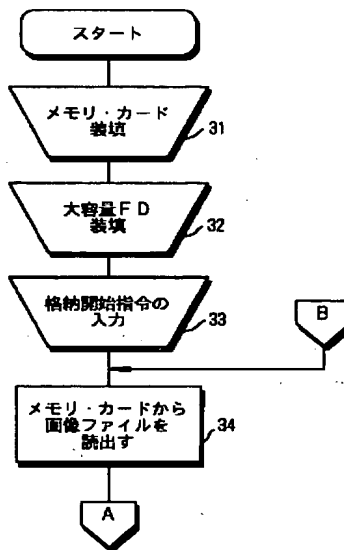 スタート
メモリ・カード
装填
31
大容量FD
装填
32
格納開始指令の
入力
33
B
メモリ・カードから
画像ファイルを
読出す
34
A